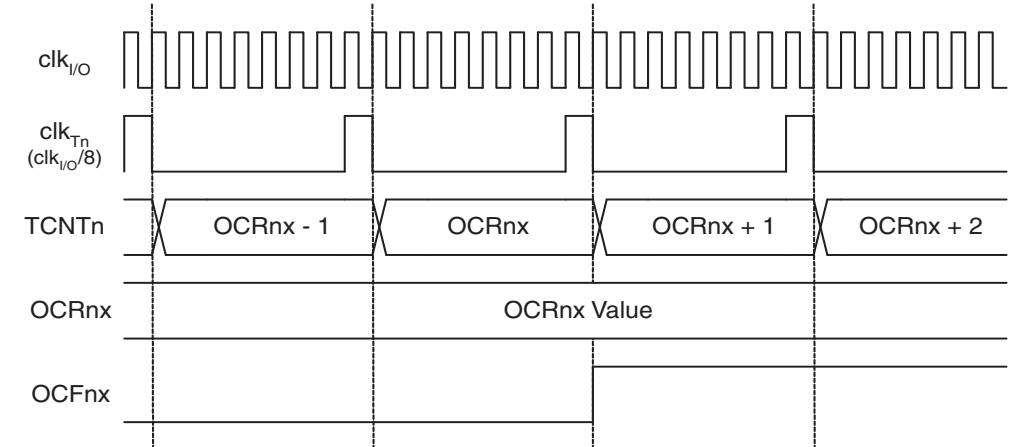 clkI/O
clkTn
(clkI/O/8)
TCNTn OCRnx - 1 OCRnx OCRnx + 1 OCRnx + 2
OCRnx OCRnx Value
OCFnx